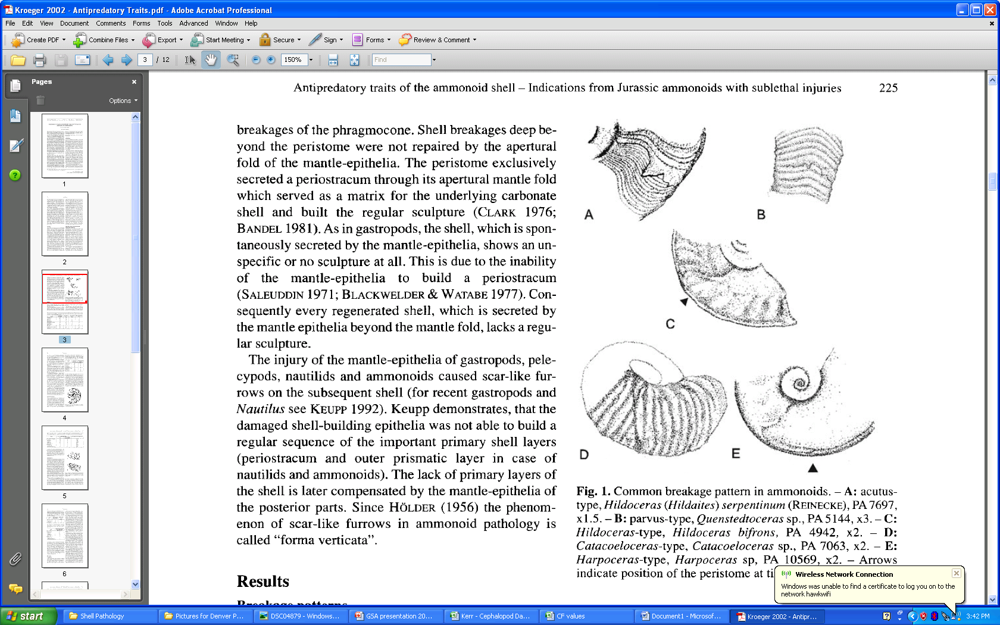 Kroeger 2002 - Antipredatory Traits.pdf - Adobe Acrobat Professional
File Edit View Document Comments Forms Tools Advanced Window Help
Create PDF Combine Files Export Start Meeting Secure Sign Forms Review & Comment
3 / 12 150% Find
Pages
Options
1
2
3
4
5
6
Antipredatory traits of the ammonoid shell – Indications from Jurassic ammonoids with sublethal injuries 225
breakages of the phragmocone. Shell breakages deep be-
yond the peristome were not repaired by the apertural
fold of the mantle-epithelia. The peristome exclusively
secreted a periostracum through its apertural mantle fold
which served as a matrix for the underlying carbonate
shell and built the regular sculpture (CLARK 1976;
BANDEL 1981). As in gastropods, the shell, which is spon-
taneously secreted by the mantle-epithelia, shows an un-
specific or no sculpture at all. This is due to the inability
of the mantle-epithelia to build a periostracum
(SALEUDDIN 1971; BLACKWELDER & WATABE 1977). Con-
sequently every regenerated shell, which is secreted by
the mantle epithelia beyond the mantle fold, lacks a regu-
lar sculpture.
The injury of the mantle-epithelia of gastropods, pele-
cypods, nautilids and ammonoids caused scar-like fur-
rows on the subsequent shell (for recent gastropods and
Nautilus see KEUPP 1992). Keupp demonstrates, that the
damaged shell-building epithelia was not able to build a
regular sequence of the important primary shell layers
(periostracum and outer prismatic layer in case of
nautilids and ammonoids). The lack of primary layers of
the shell is later compensated by the mantle-epithelia of
the posterior parts. Since HÖLDER (1956) the phenom-
enon of scar-like furrows in ammonoid pathology is
called “forma verticata”.
Results
Breakage patterns
A
B
C
D
E
Fig. 1. Common breakage pattern in ammonoids. – A: acutus-
type, Hildoceras (Hildaites) serpentinum (REINECKE), PA 7697,
x1.5. – B: parvus-type, Quenstedtoceras sp., PA 5144, x3. – C:
Hildoceras-type, Hildoceras bifrons, PA 4942, x2. – D:
Catacoeloceras-type, Catacoeloceras sp., PA 7063, x2. – E:
Harpoceras-type, Harpoceras sp, PA 10569, x2. – Arrows
indicate position of the peristome at ti
Wireless Network Connection
Windows was unable to find a certificate to log you on to the
network hawkwifi
start Shell Pathology Pictures for Denver P... DSC04879 - Windows... GSA presentation 20... Kerr - Cephalopod Da... CF values Document1 - Microsof... Kroeger 2002 - Antipr... 3:42 PM